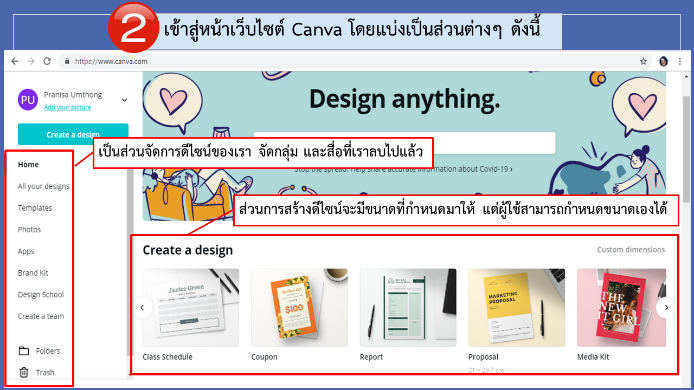 2 เข้าสู่หน้าเว็บไซต์ Canva โดยแบ่งเป็นส่วนต่างๆ ดังนี้
https://www.canva.com
PU
Pranisa Umthong
Add your picture
Create a design
Design anything.
เป็นส่วนจัดการดีไซน์ของเรา จัดกลุ่ม และสื่อที่เราลบไปแล้ว
Stop the spread. Help share accurate information about Covid-19 ›
Home
All your designs
Templates
Photos
Apps
Brand Kit
Design School
Create a team
Folders
Trash
ส่วนการสร้างดีไซน์จะมีขนาดที่กำหนดมาให้ แต่ผู้ใช้สามารถกำหนดขนาดเองได้
Create a design
Custom dimensions
Janice Green
$100
MARKETING
PROPOSAL
THE
NEW
IT GIRL
Class Schedule
Coupon
Report
Proposal
Media Kit
21 × 29.7 cm